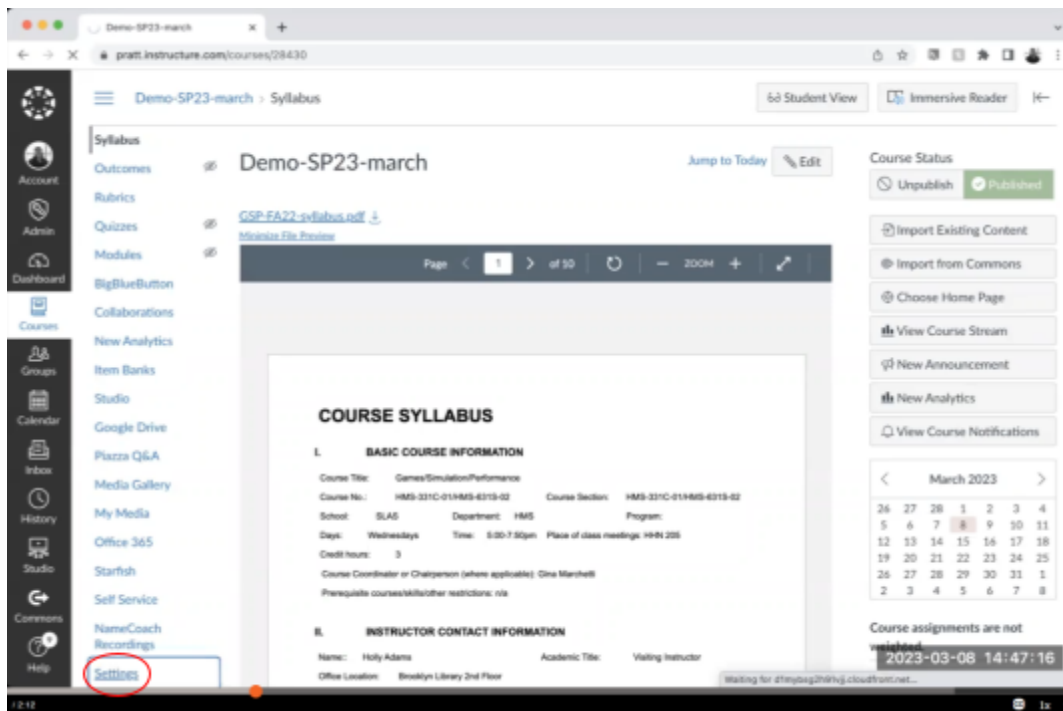 Demo-SP23-march
pratt.instructure.com/courses/28430
Demo-SP23-march > Syllabus
Student View
Immersive Reader
Account
Admin
Dashboard
Courses
Groups
Calendar
Inbox
History
Studio
Commons
Help
Syllabus
Outcomes
Rubrics
Quizzes
Modules
BigBlueButton
Collaborations
New Analytics
Item Banks
Studio
Google Drive
Piazza Q&A
Media Gallery
My Media
Office 365
Starfish
Self Service
NameCoach
Recordings
Settings
Demo-SP23-march
Jump to Today
Edit
GSP-FA22-syllabus.pdf
Minimize File Preview
Page < 1 > of 10 — ZOOM +
COURSE SYLLABUS
I. BASIC COURSE INFORMATION
Course Title: Games/Simulation/Performance
Course No.: HMS-331C-01/HMS-631S-02 Course Section: HMS-331C-01/HMS-631S-02
School: SLAS Department: HMS Program:
Days: Wednesdays Time: 5:00-7:50pm Place of class meetings: HHN 205
Credit hours: 3
Course Coordinator or Chairperson (where applicable): Gina Marchetti
Prerequisite courses/skills/other restrictions: n/a
II. INSTRUCTOR CONTACT INFORMATION
Name: Holly Adams Academic Title: Visiting Instructor
Office Location: Brooklyn Library 2nd Floor
Course Status
Unpublish
Published
Import Existing Content
Import from Commons
Choose Home Page
View Course Stream
New Announcement
New Analytics
View Course Notifications
< March 2023 >
26 27 28 1 2 3 4
5 6 7 8 9 10 11
12 13 14 15 16 17 18
19 20 21 22 23 24 25
26 27 28 29 30 31 1
2 3 4 5 6 7 8
Course assignments are not
weighted.
2023-03-08 14:47:16
Waiting for
12:12
1x